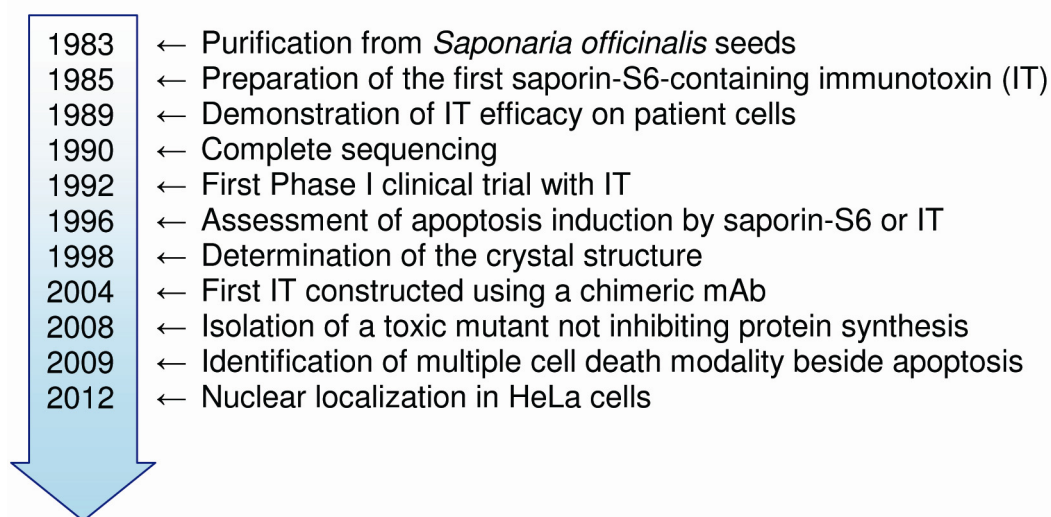 1983 ← Purification from Saponaria officinalis seeds
1985 ← Preparation of the first saporin-S6-containing immunotoxin (IT)
1989 ← Demonstration of IT efficacy on patient cells
1990 ← Complete sequencing
1992 ← First Phase I clinical trial with IT
1996 ← Assessment of apoptosis induction by saporin-S6 or IT
1998 ← Determination of the crystal structure
2004 ← First IT constructed using a chimeric mAb
2008 ← Isolation of a toxic mutant not inhibiting protein synthesis
2009 ← Identification of multiple cell death modality beside apoptosis
2012 ← Nuclear localization in HeLa cells